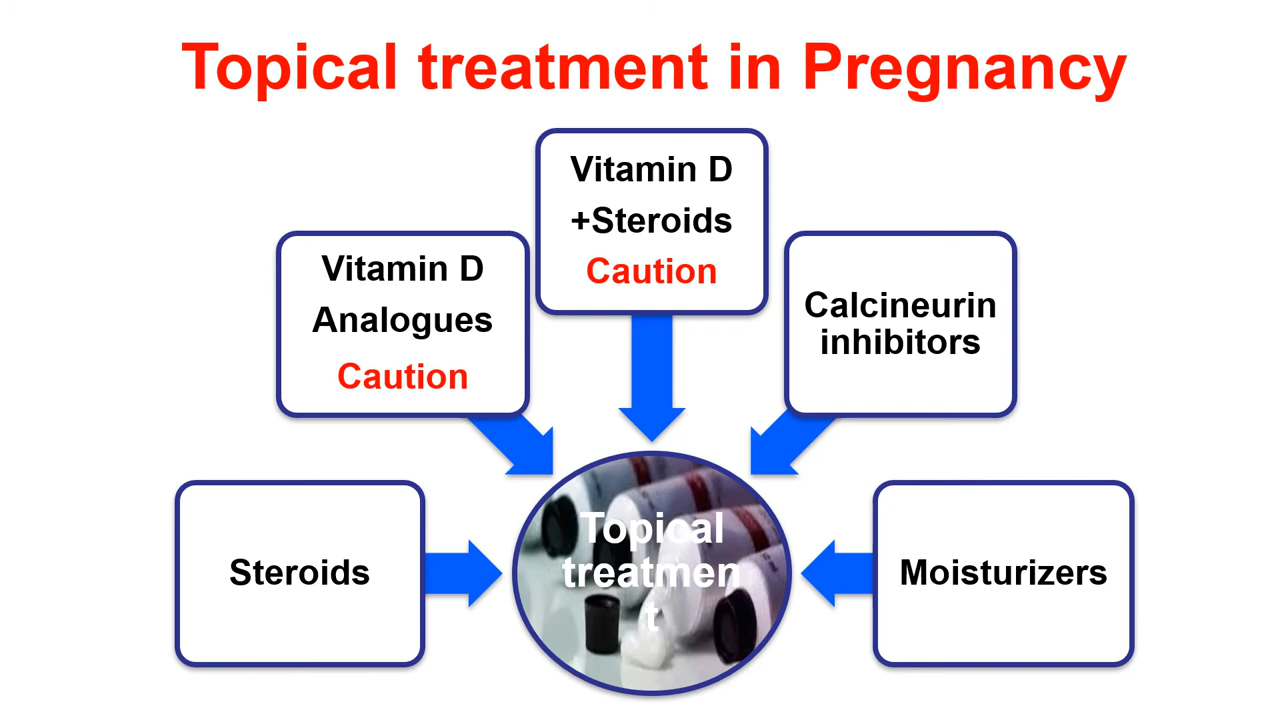 Topical treatment in Pregnancy
Vitamin D
+Steroids
Caution
Vitamin D
Analogues
Caution
Calcineurin
inhibitors
Steroids
Topical
treatmen
t
Moisturizers